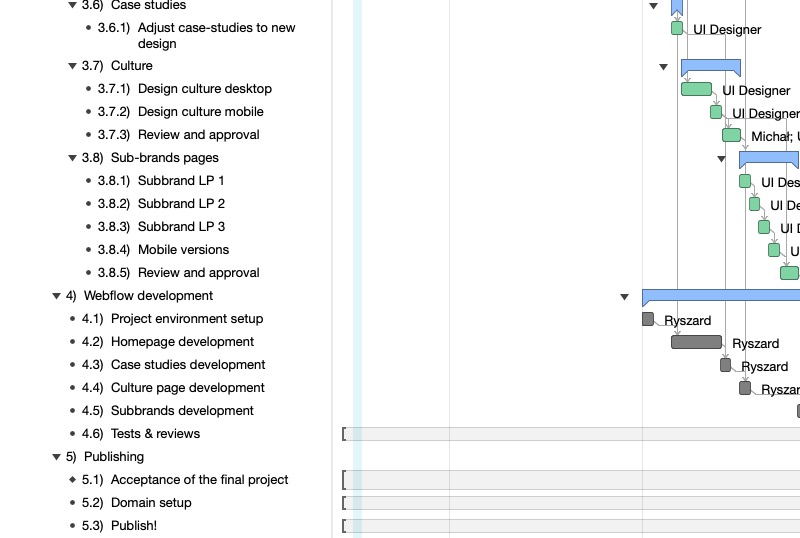 3.6) Case studies
3.6.1) Adjust case-studies to new
design
UI Designer
3.7) Culture
3.7.1) Design culture desktop
UI Designer
3.7.2) Design culture mobile
UI Designer
3.7.3) Review and approval
Michał; U
3.8) Sub-brands pages
3.8.1) Subbrand LP 1
UI Des
3.8.2) Subbrand LP 2
UI De
3.8.3) Subbrand LP 3
UI D
3.8.4) Mobile versions
U
3.8.5) Review and approval
4) Webflow development
4.1) Project environment setup
Ryszard
4.2) Homepage development
Ryszard
4.3) Case studies development
Ryszard
4.4) Culture page development
Ryszar
4.5) Subbrands development
4.6) Tests & reviews
5) Publishing
5.1) Acceptance of the final project
5.2) Domain setup
5.3) Publish!